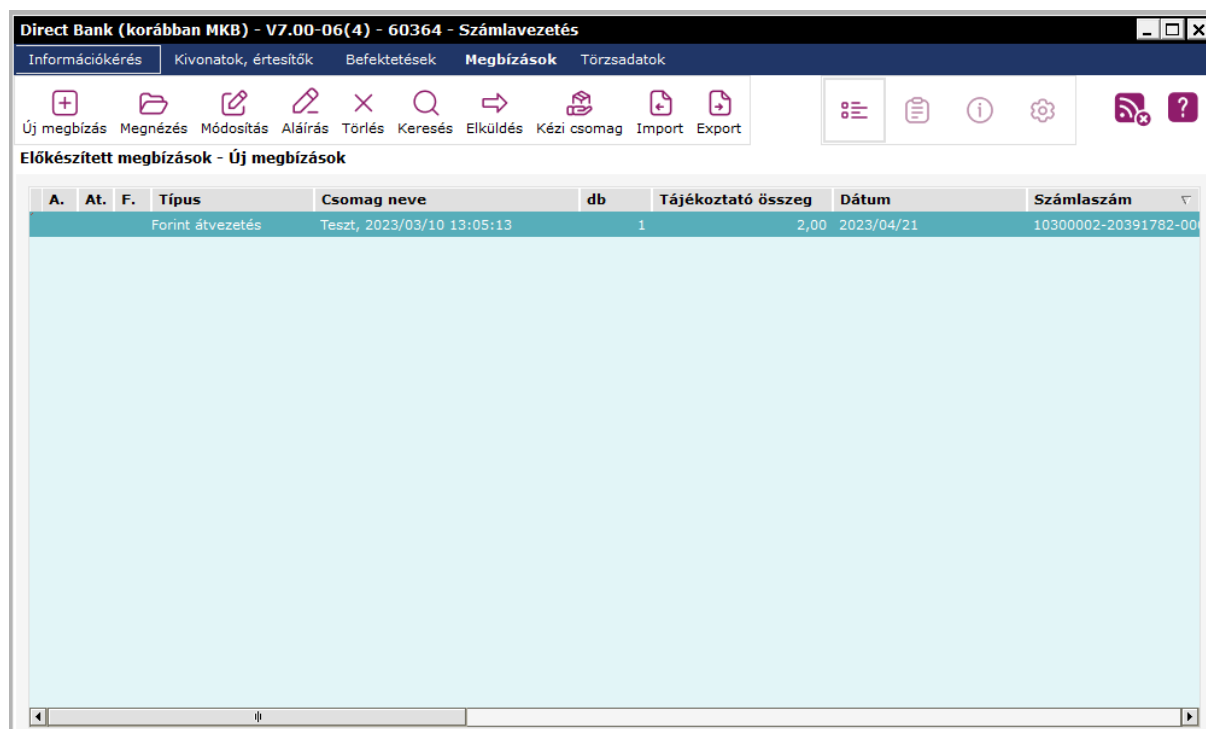 Direct Bank (korábban MKB) - V7.00-06(4) - 60364 - Számlavezetés
Információkérés Kivonatok, értesítők Befektetések Megbízások Törzsadatok
Új megbízás Megnézés Módosítás Aláírás Törlés Keresés Elküldés Kézi csomag Import Export
Előkészített megbízások - Új megbízások
A. At. F. Típus Csomag neve db Tájékoztató összeg Dátum Számlaszám
Forint átvezetés Teszt, 2023/03/10 13:05:13 1 2,00 2023/04/21 10300002-20391782-00